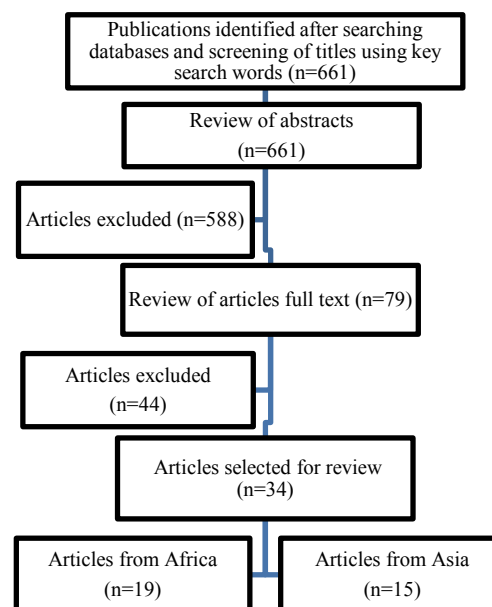 Publications identified after searching
databases and screening of titles using key
search words (n=661)
Review of abstracts
(n=661)
Articles excluded (n=588)
Review of articles full text (n=79)
Articles excluded
(n=44)
Articles selected for review
(n=34)
Articles from Africa
(n=19)
Articles from Asia
(n=15)